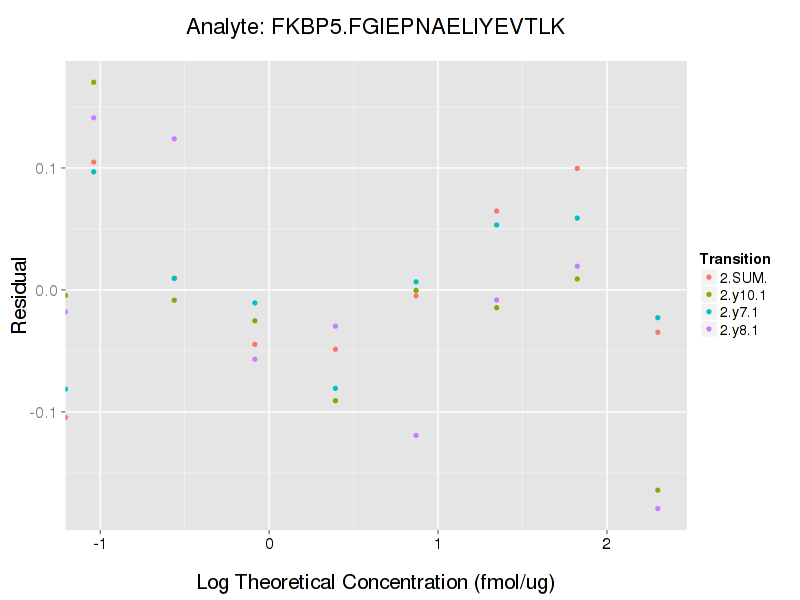 Analyte: FKBP5.FGIEPNAELIYEVTLK
0.1
0.0
-0.1
Residual
-1 0 1 2
Log Theoretical Concentration (fmol/ug)
Transition
2.SUM.
2.y10.1
2.y7.1
2.y8.1